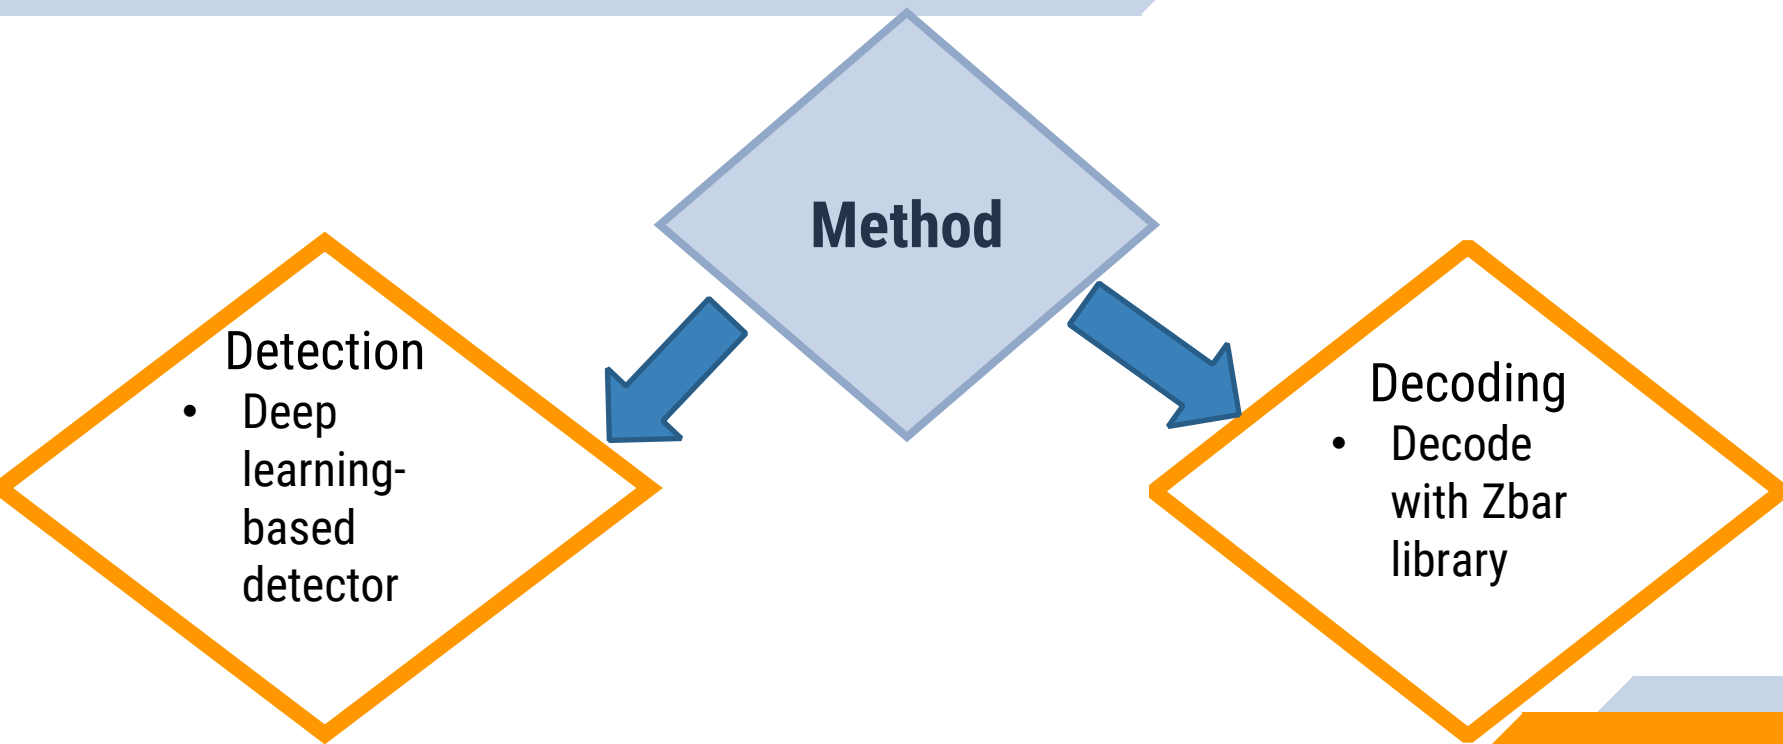 Method
Detection
• Deep
learning-
based
detector
Decoding
• Decode
with Zbar
library